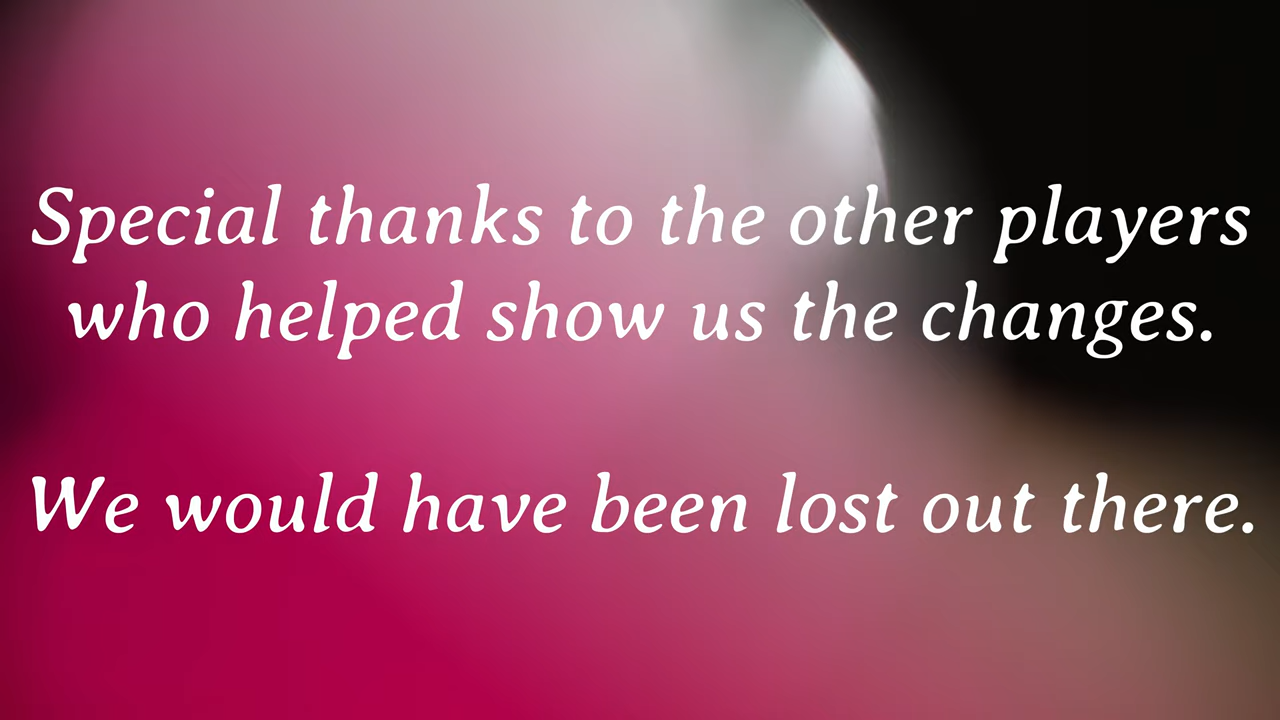 Special thanks to the other players
who helped show us the changes.
We would have been lost out there.